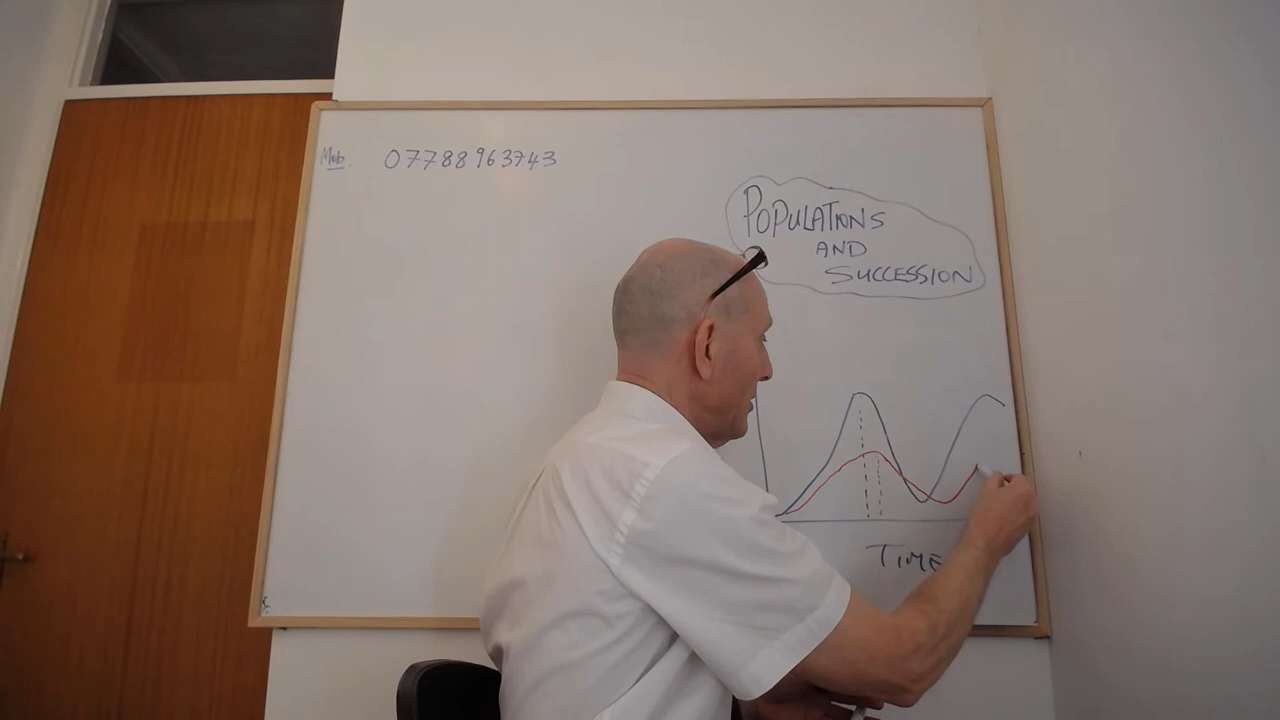 Mob. 07788963743
POPULATIONS
AND
SUCCESSION
TIME